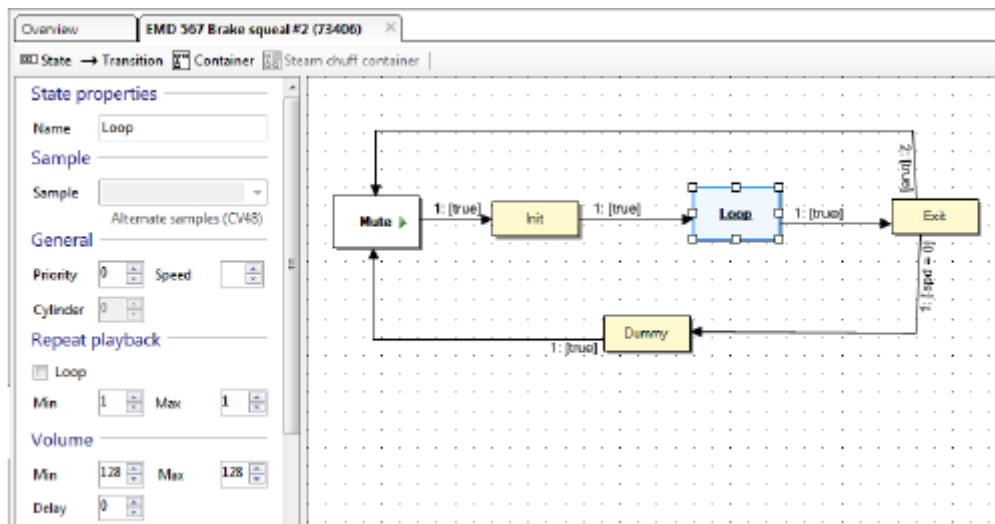 Overview
EMD 567 Brake squeal #2 (73406)
State
Transition
Container
Steam chuff container
State properties
Name
Loop
Sample
Sample
Alternate samples (CV48)
General
Priority 0 Speed
Cylinder 0
Repeat playback
Loop
Min 1 Max 1
Volume
Min 128 Max 128
Delay 0
2: [true]
Mute
1: [true]
Init
1: [true]
Loop
1: [true]
Exit
1: [spd = 0]
Dummy
1: [true]